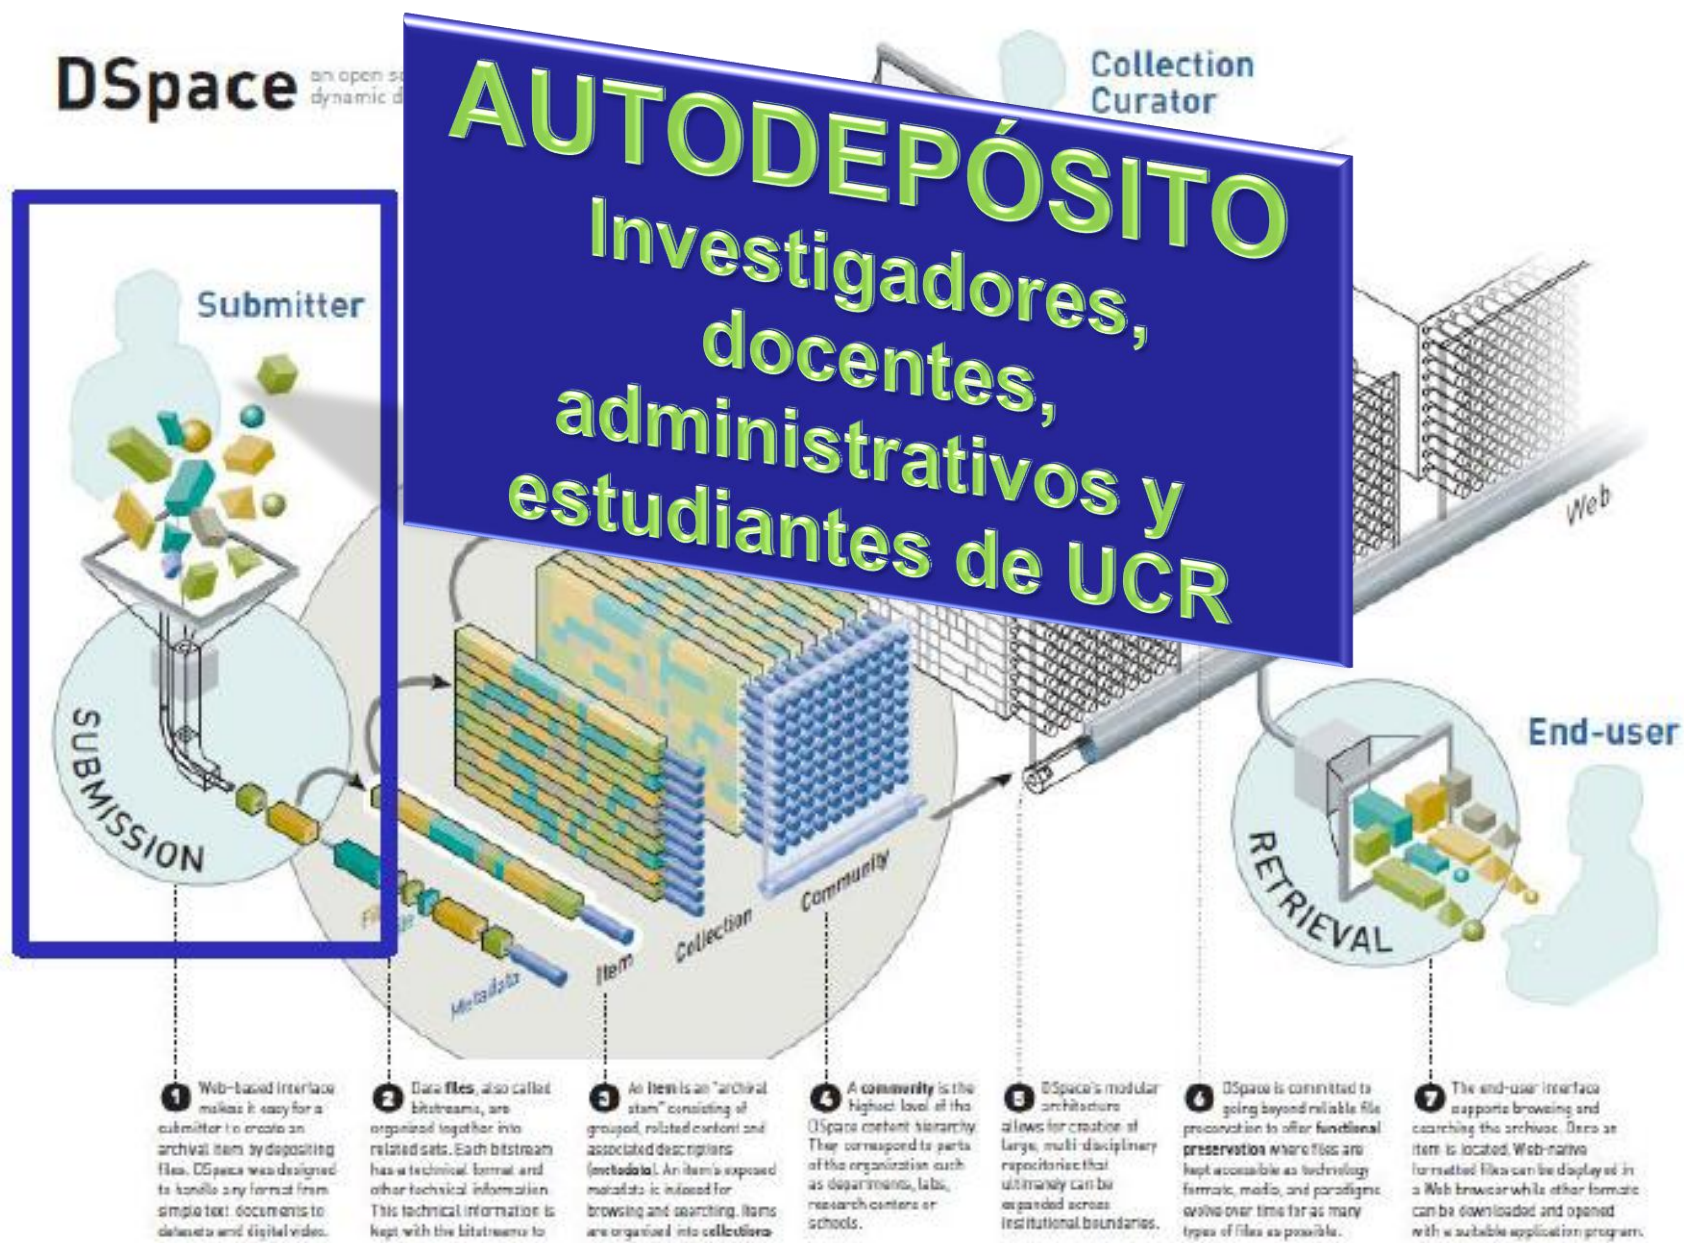 DSpace
an open s
dynamic d
AUTODEPÓSITO
Investigadores,
docentes,
administrativos y
estudiantes de UCR
Collection
Curator
Submitter
Web
SUBMISSION
End-user
RETRIEVAL
File
Metadata
Item
Collection
Community
1 Web-based interface
makes it easy for a
submitter to create an
archival item by depositing
files. DSpace was designed
to handle any format from
simple text documents to
datasets and digital video.
2 Data files, also called
bitstreams, are
organized together into
related sets. Each bitstream
has a technical format and
other technical information.
This technical information is
kept with the bitstreams to
3 An item is an "archival
atom" consisting of
grouped, related content and
associated descriptions
(metadata). An item's exposed
metadata is indexed for
browsing and searching. Items
are organized into collections
4 A community is the
highest level of the
DSpace content hierarchy.
They correspond to parts
of the organization such
as departments, labs,
research centers or
schools.
5 DSpace's modular
architecture
allows for creation of
large, multi-disciplinary
repositories that
ultimately can be
expanded across
institutional boundaries.
6 DSpace is committed to
going beyond reliable file
preservation to offer functional
preservation where files are
kept accessible as technology
formats, media, and paradigms
evolve over time for as many
types of files as possible.
7 The end-user interface
supports browsing and
searching the archives. Once an
item is located, Web-native
formatted files can be displayed in
a Web browser while other formats
can be downloaded and opened
with a suitable application program.